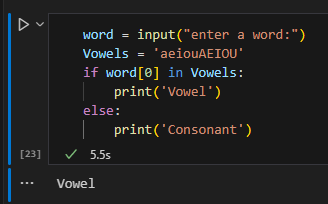 word = input("enter a word:")
Vowels = 'aeiouAEIOU'
if word[0] in Vowels:
    print('Vowel')
else:
    print('Consonant')
[23] ✓ 5.5s
... Vowel